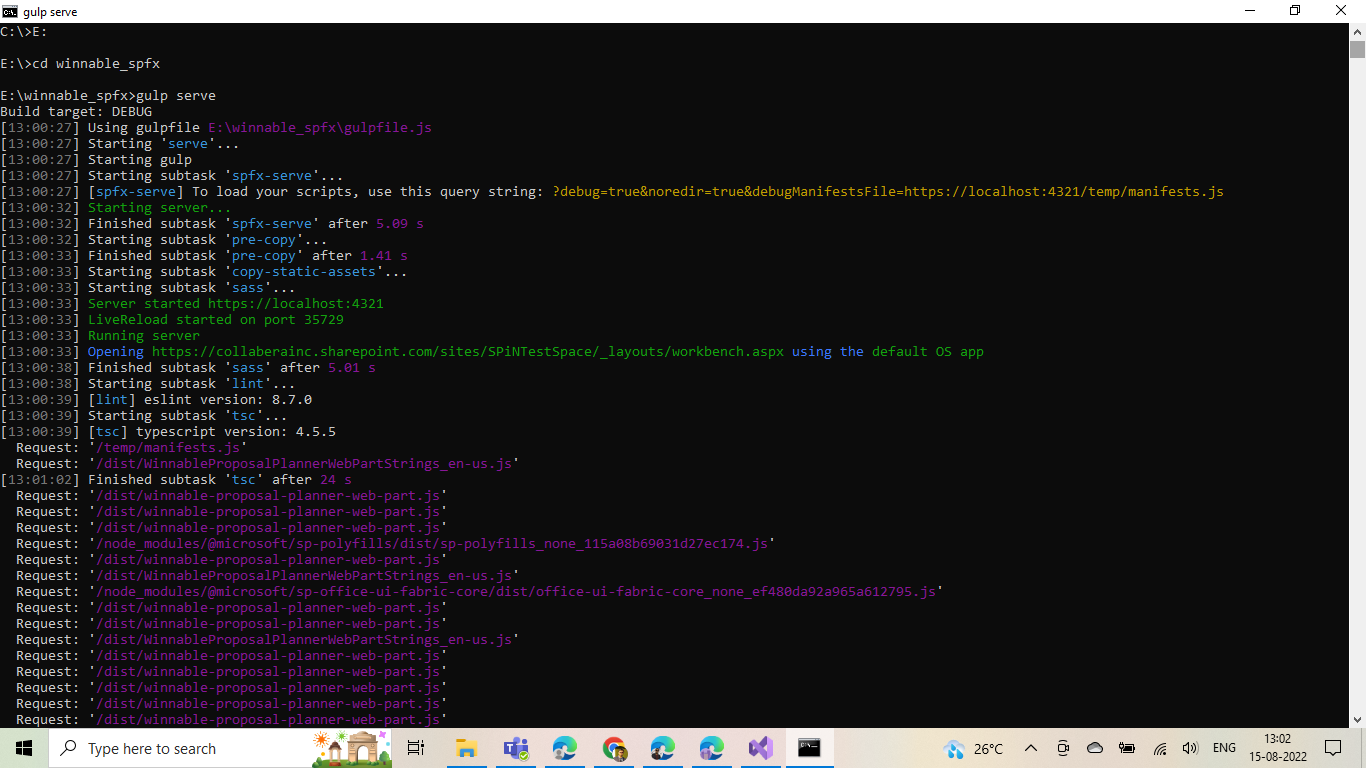 gulp serve
C:\>E:
E:\>cd winnable_spfx
E:\winnable_spfx>gulp serve
Build target: DEBUG
[13:00:27] Using gulpfile E:\winnable_spfx\gulpfile.js
[13:00:27] Starting 'serve'...
[13:00:27] Starting gulp
[13:00:27] Starting subtask 'spfx-serve'...
[13:00:27] [spfx-serve] To load your scripts, use this query string: ?debug=true&noredir=true&debugManifestsFile=https://localhost:4321/temp/manifests.js
[13:00:32] Starting server...
[13:00:32] Finished subtask 'spfx-serve' after 5.09 s
[13:00:32] Starting subtask 'pre-copy'...
[13:00:33] Finished subtask 'pre-copy' after 1.41 s
[13:00:33] Starting subtask 'copy-static-assets'...
[13:00:33] Starting subtask 'sass'...
[13:00:33] Server started https://localhost:4321
[13:00:33] LiveReload started on port 35729
[13:00:33] Running server
[13:00:33] Opening https://collaberainc.sharepoint.com/sites/SPiNTestSpace/_layouts/workbench.aspx using the default OS app
[13:00:38] Finished subtask 'sass' after 5.01 s
[13:00:38] Starting subtask 'lint'...
[13:00:39] [lint] eslint version: 8.7.0
[13:00:39] Starting subtask 'tsc'...
[13:00:39] [tsc] typescript version: 4.5.5
Request: '/temp/manifests.js'
Request: '/dist/WinnableProposalPlannerWebPartStrings_en-us.js'
[13:01:02] Finished subtask 'tsc' after 24 s
Request: '/dist/winnable-proposal-planner-web-part.js'
Request: '/dist/winnable-proposal-planner-web-part.js'
Request: '/dist/winnable-proposal-planner-web-part.js'
Request: '/node_modules/@microsoft/sp-polyfills/dist/sp-polyfills_none_115a08b69031d27ec174.js'
Request: '/dist/winnable-proposal-planner-web-part.js'
Request: '/dist/WinnableProposalPlannerWebPartStrings_en-us.js'
Request: '/node_modules/@microsoft/sp-office-ui-fabric-core/dist/office-ui-fabric-core_none_ef480da92a965a612795.js'
Request: '/dist/winnable-proposal-planner-web-part.js'
Request: '/dist/winnable-proposal-planner-web-part.js'
Request: '/dist/WinnableProposalPlannerWebPartStrings_en-us.js'
Request: '/dist/winnable-proposal-planner-web-part.js'
Request: '/dist/winnable-proposal-planner-web-part.js'
Request: '/dist/winnable-proposal-planner-web-part.js'
Request: '/dist/winnable-proposal-planner-web-part.js'
Request: '/dist/winnable-proposal-planner-web-part.js'
Type here to search
26°C
ENG
13:02
15-08-2022